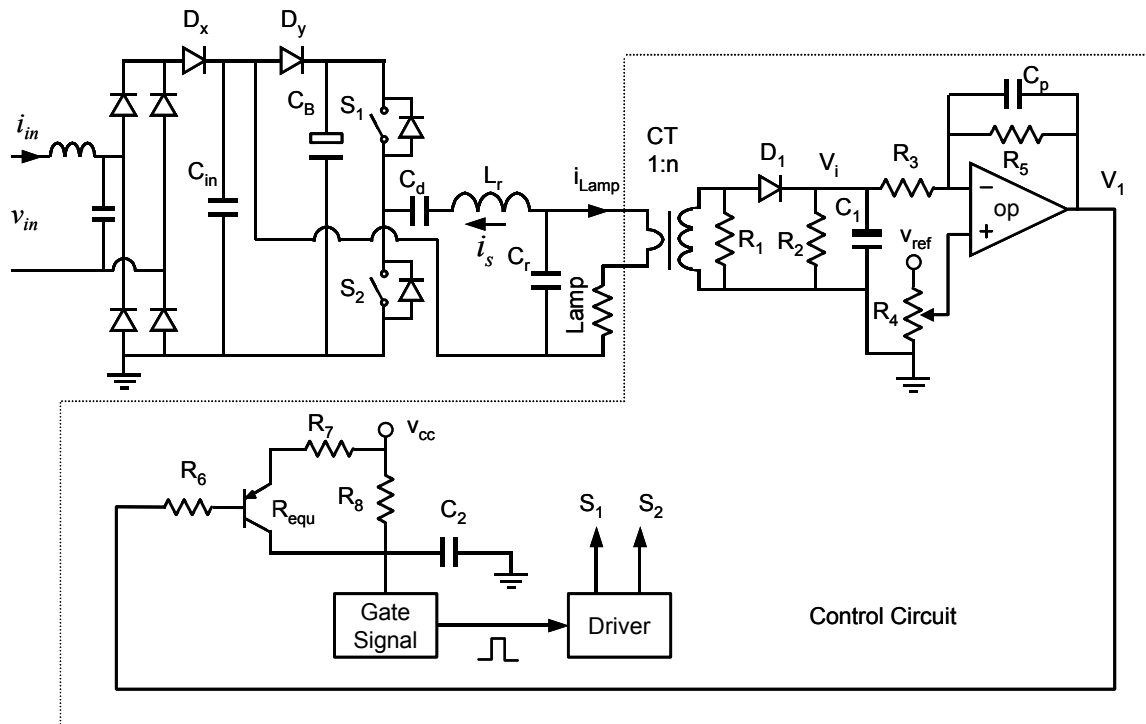 Dx
Dy
CB
S1
iin
Cin
vin
Cd
Lr
iLamp
is
Cr
S2
Lamp
CT
1:n
D1
Vi
R1
R2
C1
R3
Cp
R5
op
−
+
V1
vref
R4
R7
vcc
R6
Requ
R8
C2
S1
S2
Gate
Signal
Driver
Control Circuit